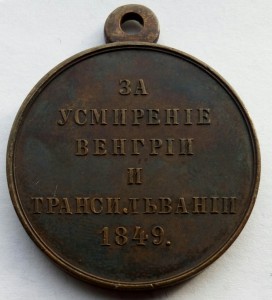 ЗА
УСМИРЕНІЕ
ВЕНГРІИ
И
ТРАНСИЛЬВАНІИ
1849.